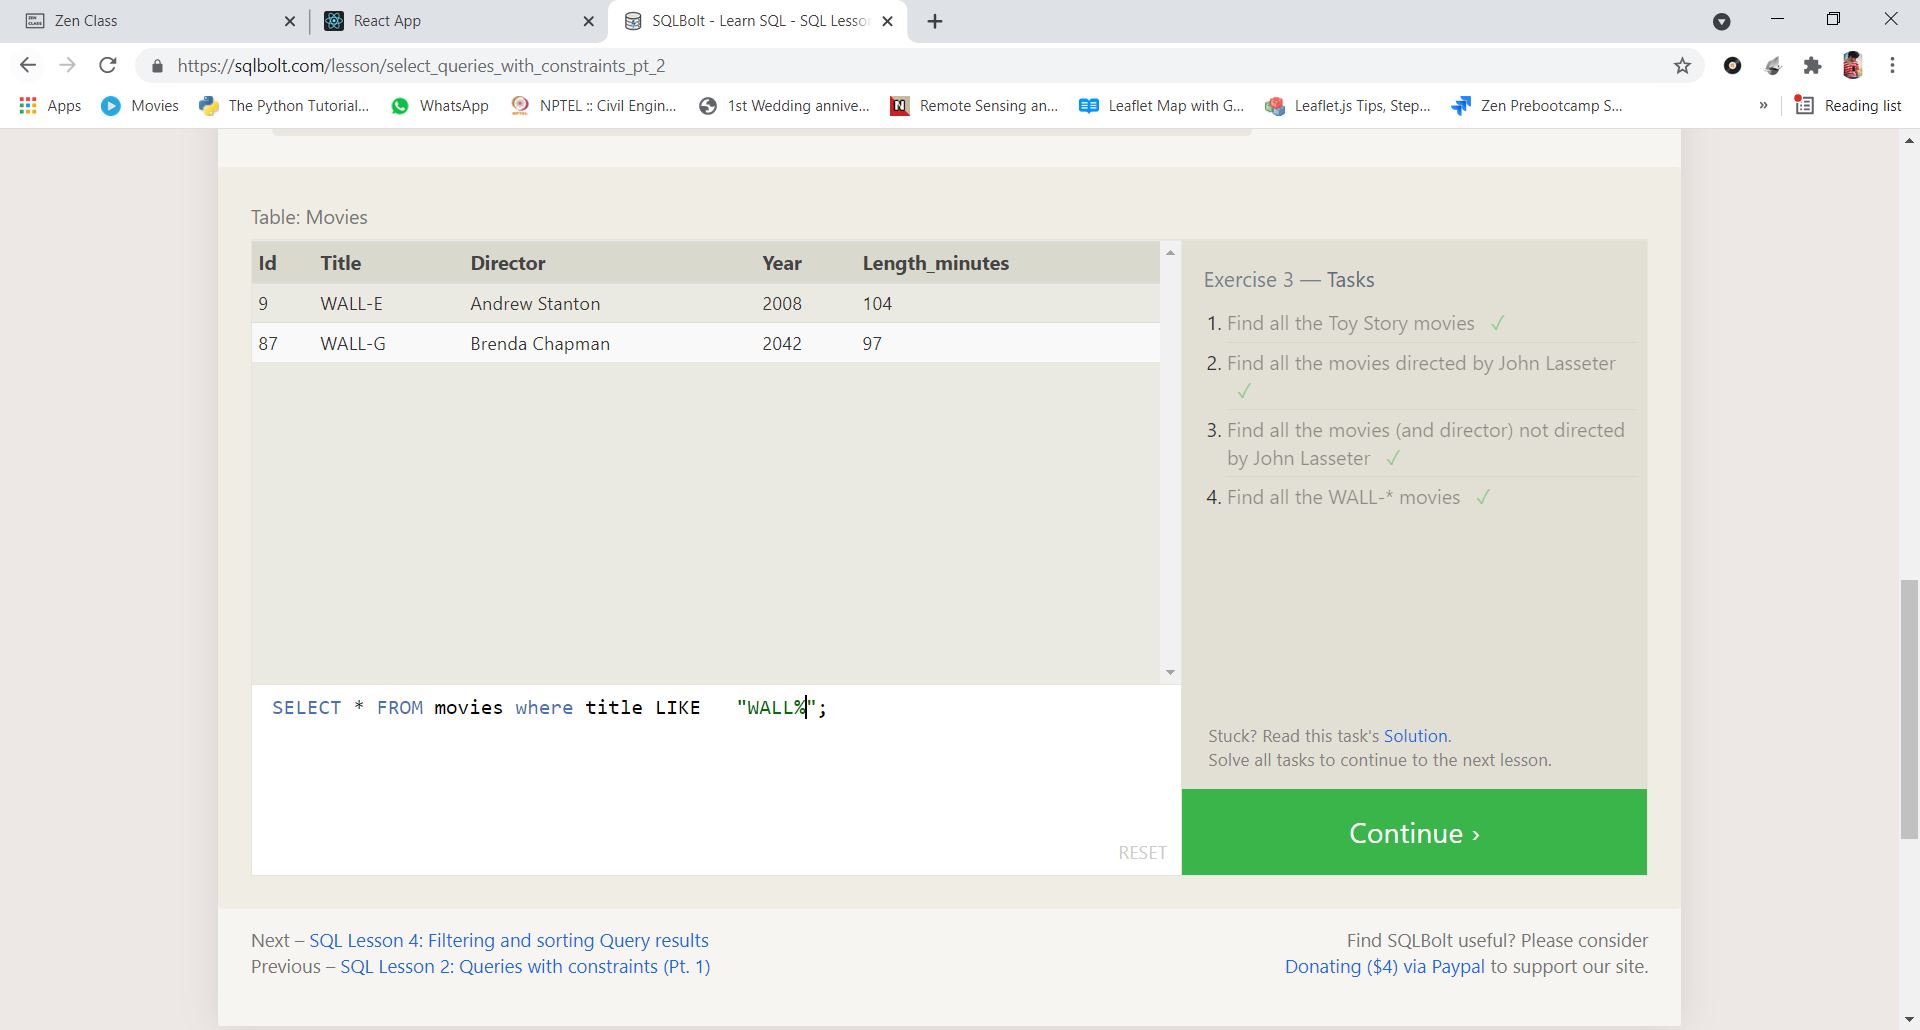 Zen Class
React App
SQLBolt - Learn SQL - SQL Lesso
https://sqlbolt.com/lesson/select_queries_with_constraints_pt_2
Apps
Movies
The Python Tutorial...
WhatsApp
NPTEL :: Civil Engin...
1st Wedding annive...
Remote Sensing an...
Leaflet Map with G...
Leaflet.js Tips, Step...
Zen Prebootcamp S...
»
Reading list
Table: Movies
Id Title Director Year Length_minutes
9 WALL-E Andrew Stanton 2008 104
87 WALL-G Brenda Chapman 2042 97
Exercise 3 — Tasks
1. Find all the Toy Story movies ✓
2. Find all the movies directed by John Lasseter
✓
3. Find all the movies (and director) not directed
by John Lasseter ✓
4. Find all the WALL-* movies ✓
SELECT * FROM movies where title LIKE   "WALL%";
RESET
Stuck? Read this task's Solution.
Solve all tasks to continue to the next lesson.
Continue ›
Next – SQL Lesson 4: Filtering and sorting Query results
Previous – SQL Lesson 2: Queries with constraints (Pt. 1)
Find SQLBolt useful? Please consider
Donating ($4) via Paypal to support our site.